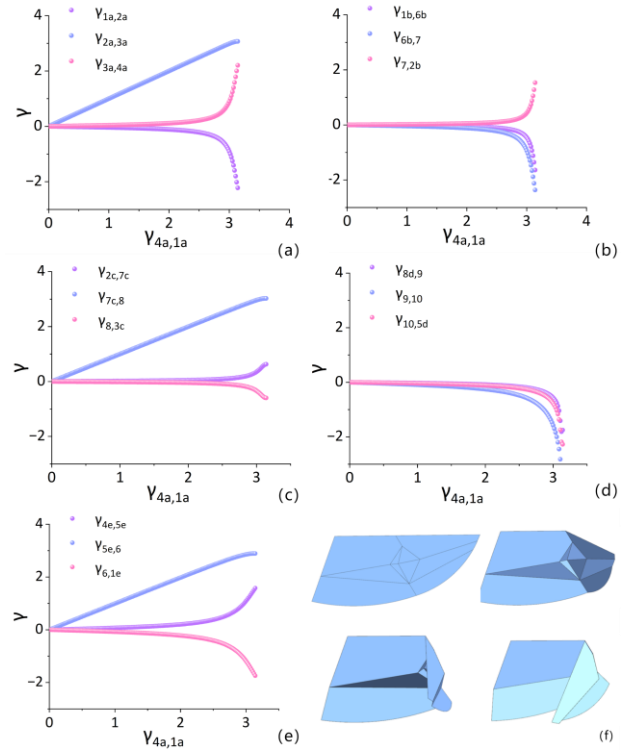 γ1a,2a
γ2a,3a
γ3a,4a
4
2
0
−2
γ
0 1 2 3 4
γ4a,1a
(a)
γ1b,6b
γ6b,7
γ7,2b
4
2
0
-2
0 1 2 3 4
γ4a,1a
(b)
γ2c,7c
γ7c,8
γ8,3c
4
2
0
−2
γ
0 1 2 3
γ4a,1a
(c)
γ8d,9
γ9,10
γ10,5d
4
2
0
−2
0 1 2 3
γ4a,1a
(d)
γ4e,5e
γ5e,6
γ6,1e
4
2
0
−2
γ
0 1 2 3 4
γ4a,1a
(e)
(f)